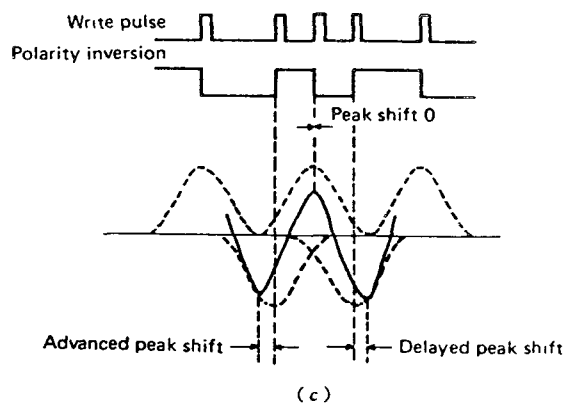 Write pulse
Polarity inversion
Peak shift 0
Advanced peak shift
Delayed peak shift
(c)